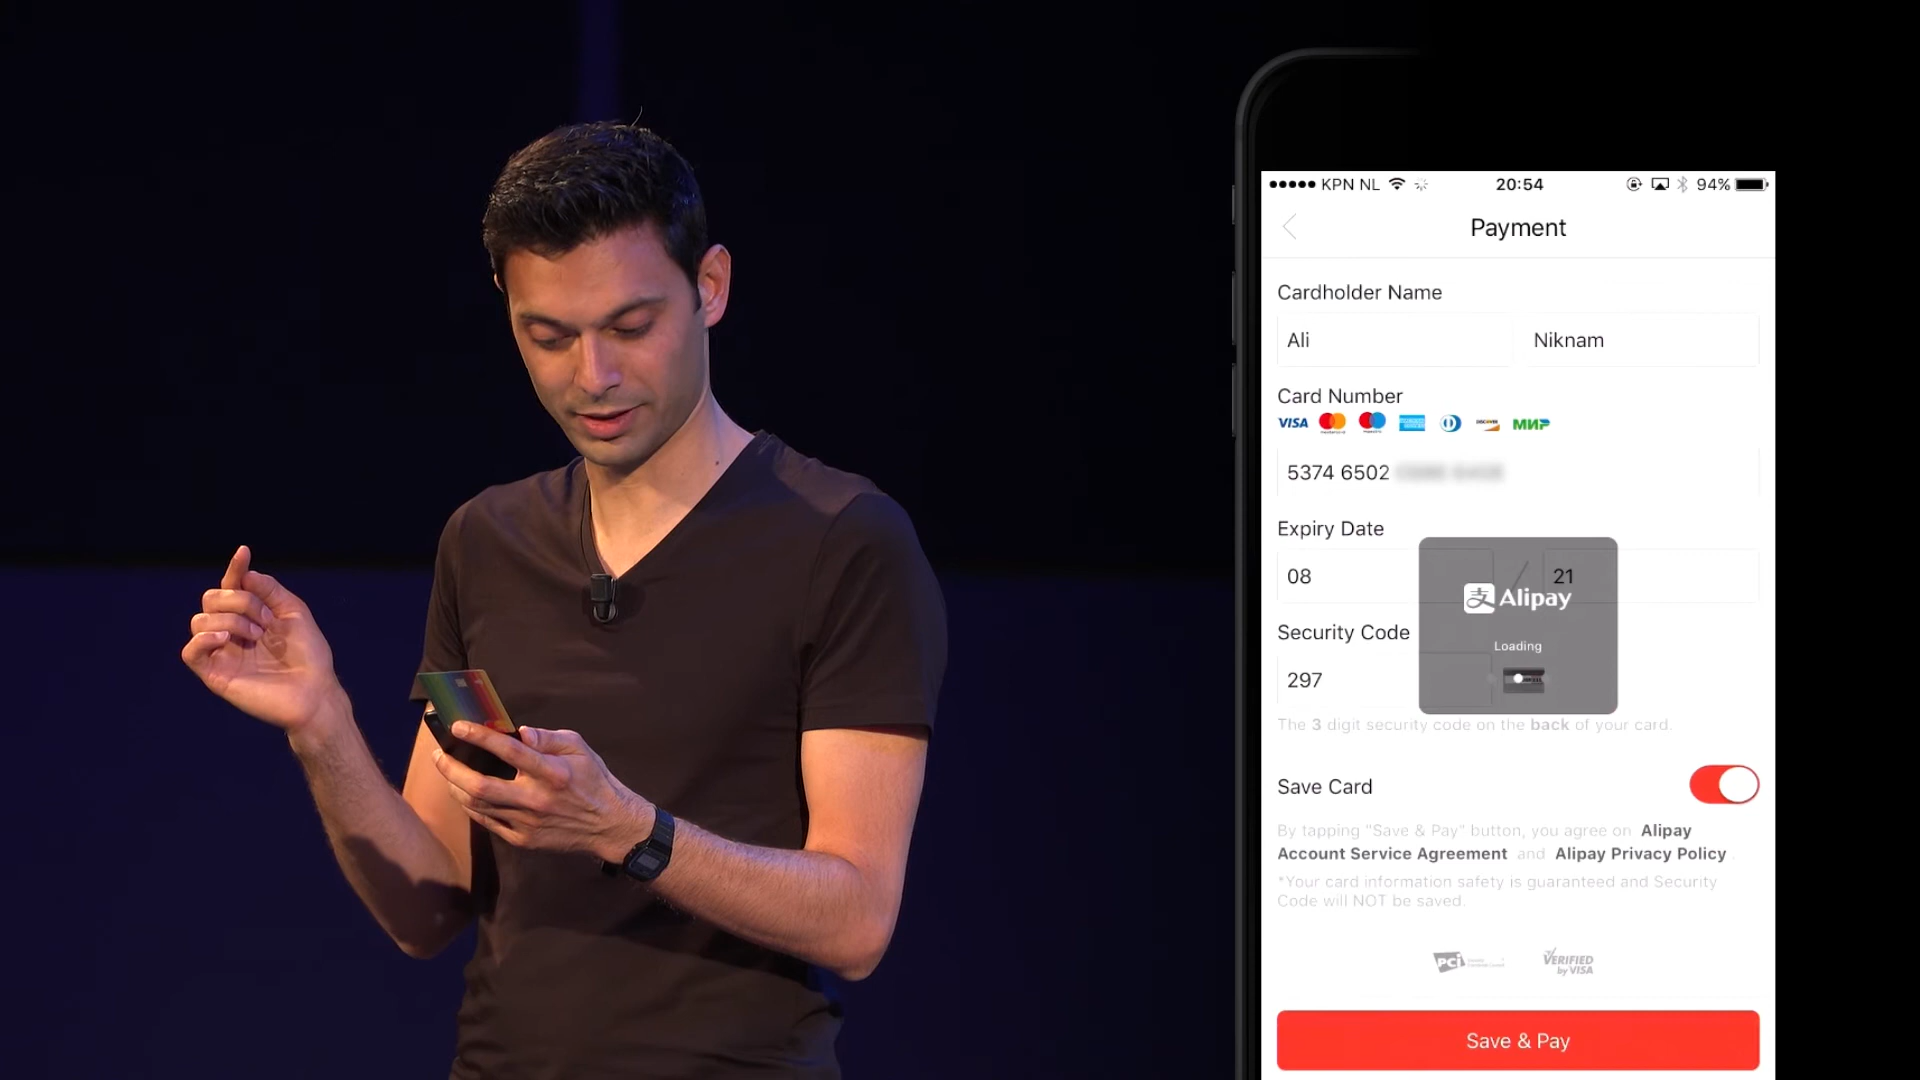 KPN NL 20:54 94%
Payment
Cardholder Name
Ali Niknam
Card Number
VISA DISCOVER МИР
5374 6502
Expiry Date
08 / 21
支 Alipay
Security Code
Loading
297
The 3 digit security code on the back of your card.
Save Card
By tapping "Save & Pay" button, you agree on Alipay
Account Service Agreement and Alipay Privacy Policy
*Your card information safety is guaranteed and Security
Code will NOT be saved.
PCI VERIFIED
by VISA
Save & Pay